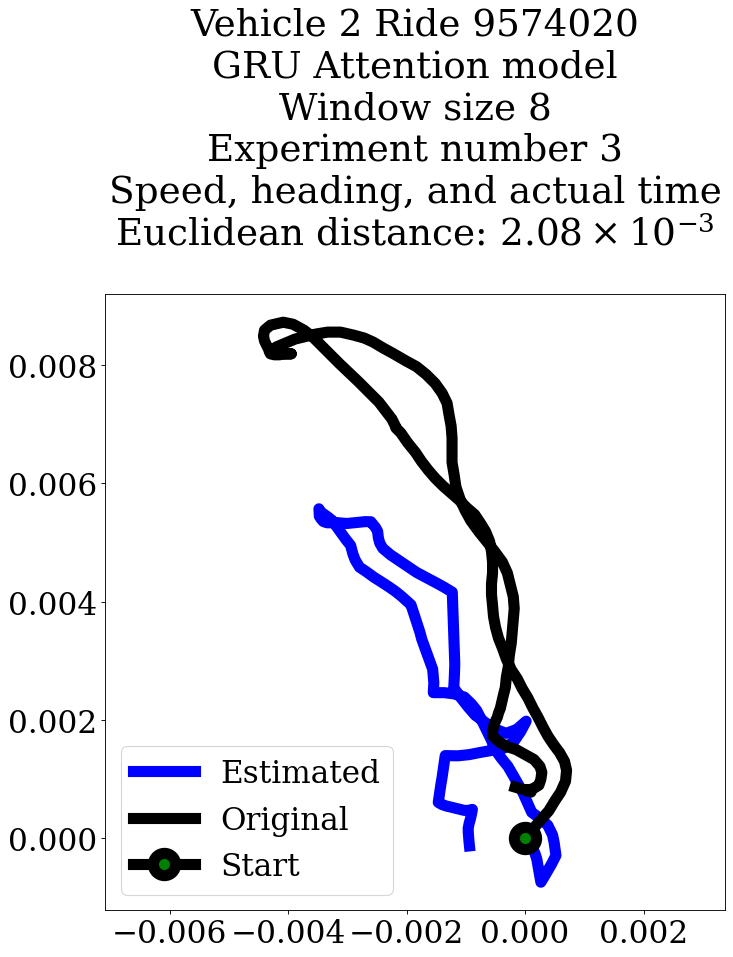 Vehicle 2 Ride 9574020
GRU Attention model
Window size 8
Experiment number 3
Speed, heading, and actual time
Euclidean distance: 2.08 × 10⁻³
0.008
0.006
0.004
0.002
0.000
Estimated
Original
Start
−0.006 −0.004 −0.002 0.000 0.002